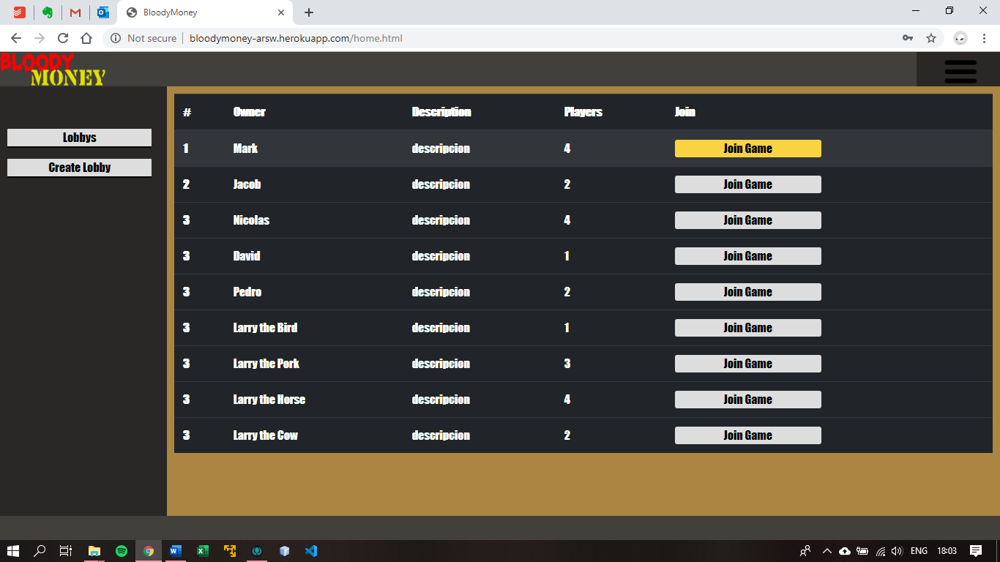 BloodyMoney
Not secure bloodymoney-arsw.herokuapp.com/home.html
BLOODY
MONEY
Lobbys
Create Lobby
# Owner Description Players Join
1 Mark descripcion 4 Join Game
2 Jacob descripcion 2 Join Game
3 Nicolas descripcion 4 Join Game
3 David descripcion 1 Join Game
3 Pedro descripcion 2 Join Game
3 Larry the Bird descripcion 1 Join Game
3 Larry the Pork descripcion 3 Join Game
3 Larry the Horse descripcion 4 Join Game
3 Larry the Cow descripcion 2 Join Game
ENG 18:03